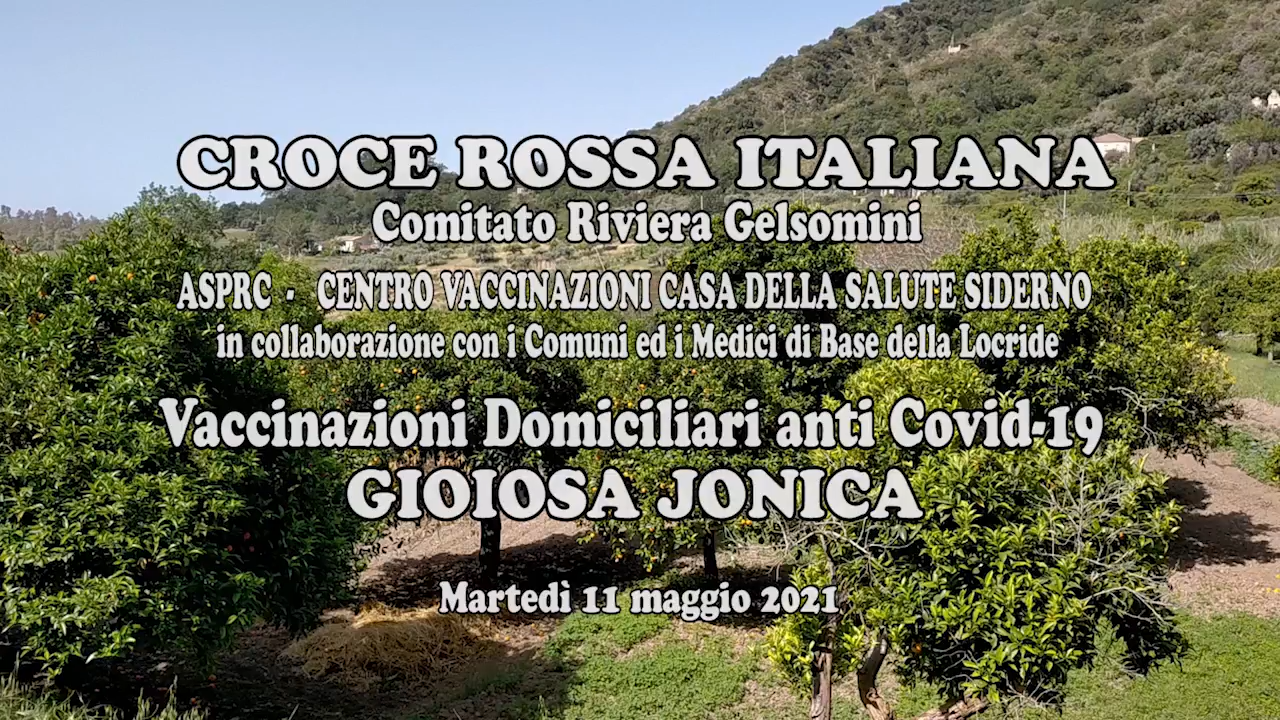 CROCE ROSSA ITALIANA
Comitato Riviera Gelsomini
ASPRC - CENTRO VACCINAZIONI CASA DELLA SALUTE SIDERNO
in collaborazione con i Comuni ed i Medici di Base della Locride
Vaccinazioni Domiciliari anti Covid-19
GIOIOSA JONICA
Martedì 11 maggio 2021